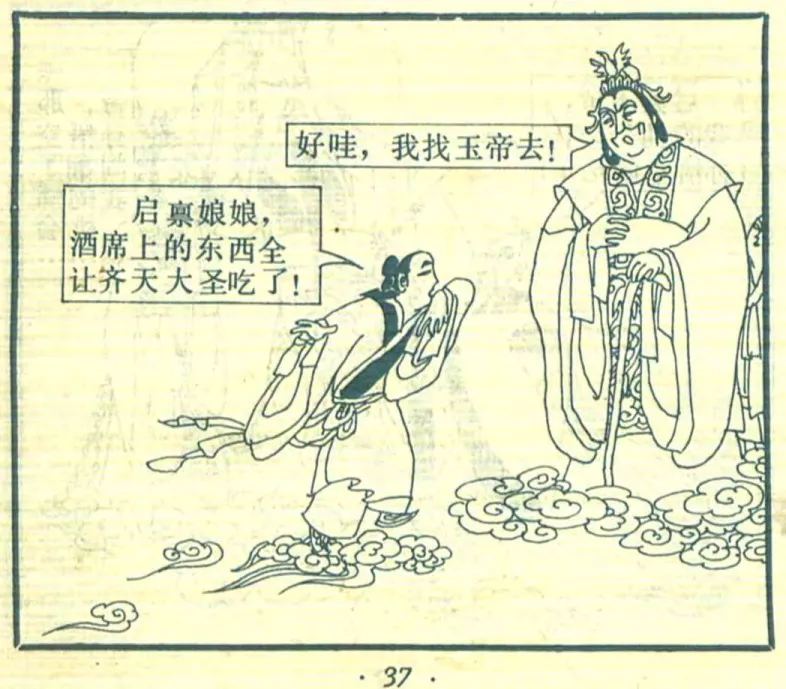 启禀娘娘，
酒席上的东西全
让齐天大圣吃了！
好哇，我找玉帝去！
· 37 ·